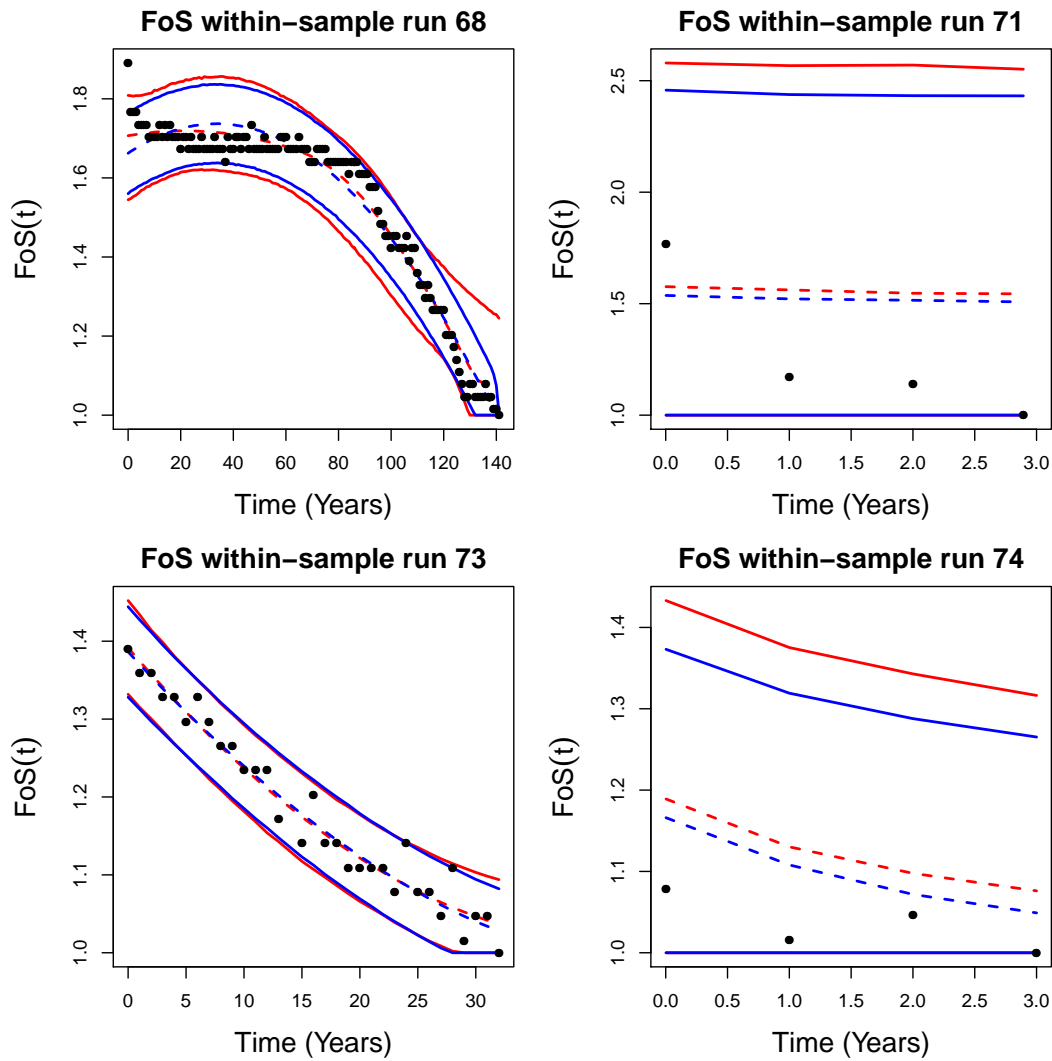 FoS within−sample run 68
FoS(t)
1.0 1.2 1.4 1.6 1.8
0 20 40 60 80 100 120 140
Time (Years)
FoS within−sample run 71
FoS(t)
1.0 1.5 2.0 2.5
0.0 0.5 1.0 1.5 2.0 2.5 3.0
Time (Years)
FoS within−sample run 73
FoS(t)
1.0 1.1 1.2 1.3 1.4
0 5 10 15 20 25 30
Time (Years)
FoS within−sample run 74
FoS(t)
1.0 1.1 1.2 1.3 1.4
0.0 0.5 1.0 1.5 2.0 2.5 3.0
Time (Years)